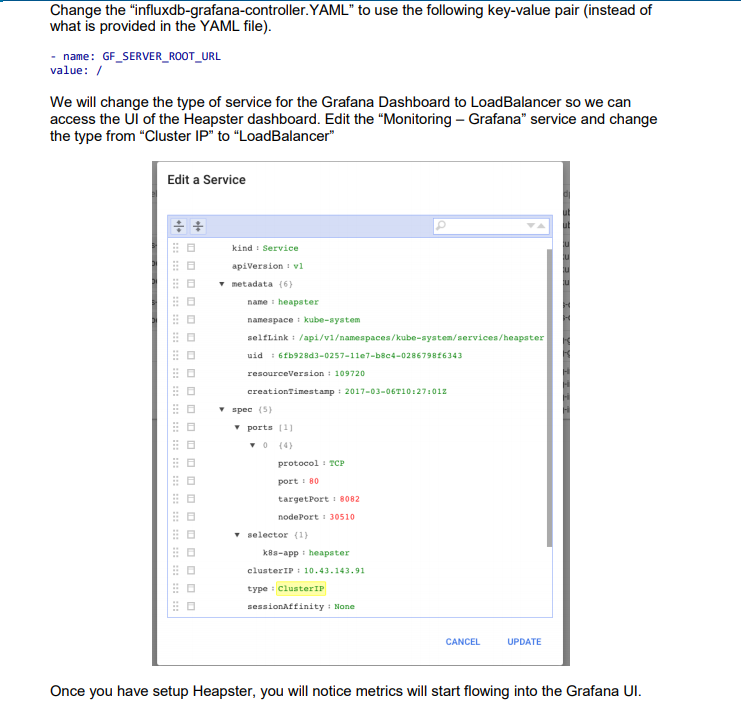 Change the “influxdb-grafana-controller.YAML” to use the following key-value pair (instead of
what is provided in the YAML file).
- name: GF_SERVER_ROOT_URL
value: /
We will change the type of service for the Grafana Dashboard to LoadBalancer so we can
access the UI of the Heapster dashboard. Edit the “Monitoring – Grafana” service and change
the type from “Cluster IP” to “LoadBalancer”
Edit a Service
kind : Service
apiVersion : v1
metadata {6}
name : heapster
namespace : kube-system
selfLink : /api/v1/namespaces/kube-system/services/heapster
uid : 6fb928d3-0257-11e7-b8c4-0286798f6343
resourceVersion : 109720
creationTimestamp : 2017-03-06T10:27:01Z
spec {5}
ports [1]
0 {4}
protocol : TCP
port : 80
targetPort : 8082
nodePort : 30510
selector {1}
k8s-app : heapster
clusterIP : 10.43.143.91
type : ClusterIP
sessionAffinity : None
CANCEL UPDATE
Once you have setup Heapster, you will notice metrics will start flowing into the Grafana UI.